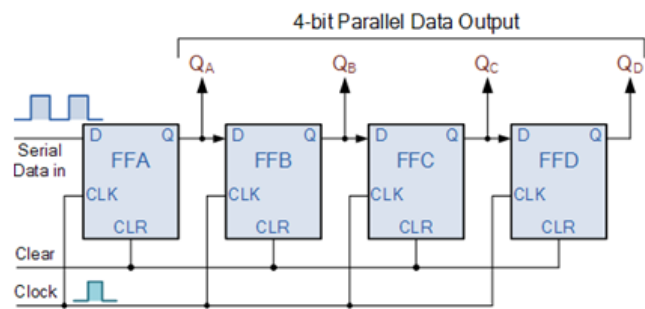 4-bit Parallel Data Output
QA QB QC QD
D Q D Q D Q D Q
Serial Data in
FFA FFB FFC FFD
CLK CLK CLK CLK
CLR CLR CLR CLR
Clear
Clock